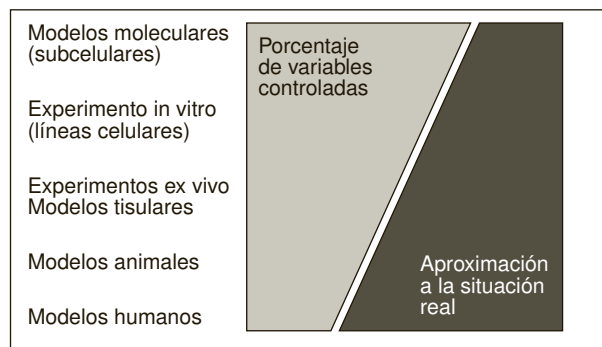 Modelos moleculares
(subcelulares)
Experimento in vitro
(líneas celulares)
Experimentos ex vivo
Modelos tisulares
Modelos animales
Modelos humanos
Porcentaje
de variables
controladas
Aproximación
a la situación
real